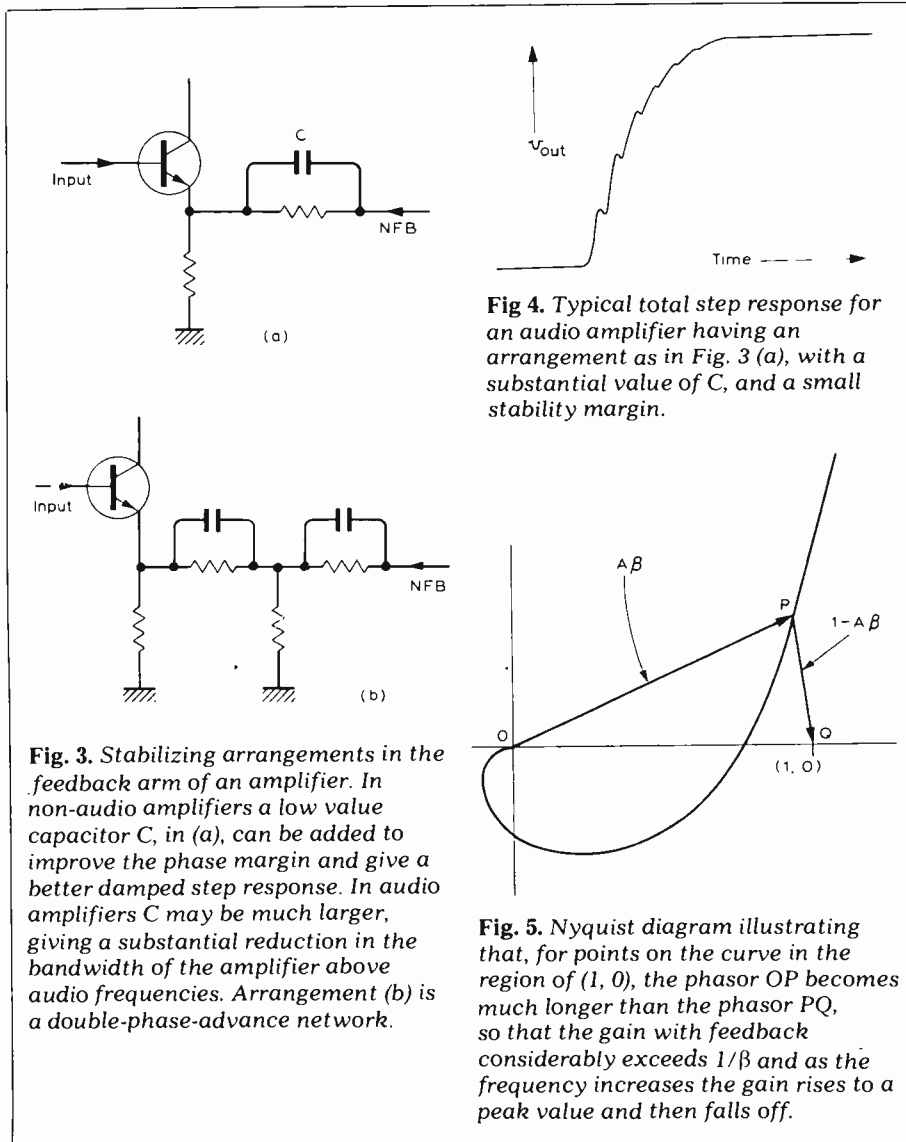 C
Input
NFB
(a)
Input
NFB
(b)
Fig. 3. Stabilizing arrangements in the
feedback arm of an amplifier. In
non-audio amplifiers a low value
capacitor C, in (a), can be added to
improve the phase margin and give a
better damped step response. In audio
amplifiers C may be much larger,
giving a substantial reduction in the
bandwidth of the amplifier above
audio frequencies. Arrangement (b) is
a double-phase-advance network.
vout
Time
Fig 4. Typical total step response for
an audio amplifier having an
arrangement as in Fig. 3 (a), with a
substantial value of C, and a small
stability margin.
Aβ
P
1-Aβ
O
Q
(1, 0)
Fig. 5. Nyquist diagram illustrating
that, for points on the curve in the
region of (1, 0), the phasor OP becomes
much longer than the phasor PQ,
so that the gain with feedback
considerably exceeds 1/β and as the
frequency increases the gain rises to a
peak value and then falls off.